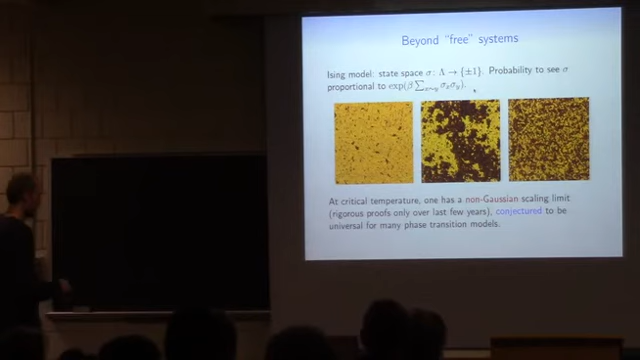 Beyond "free" systems
Ising model: state space σ: Λ → {±1}. Probability to see σ
proportional to exp(β∑ₓ∼ᵧ σₓσᵧ).
At critical temperature, one has a non-Gaussian scaling limit
(rigorous proofs only over last few years), conjectured to be
universal for many phase transition models.